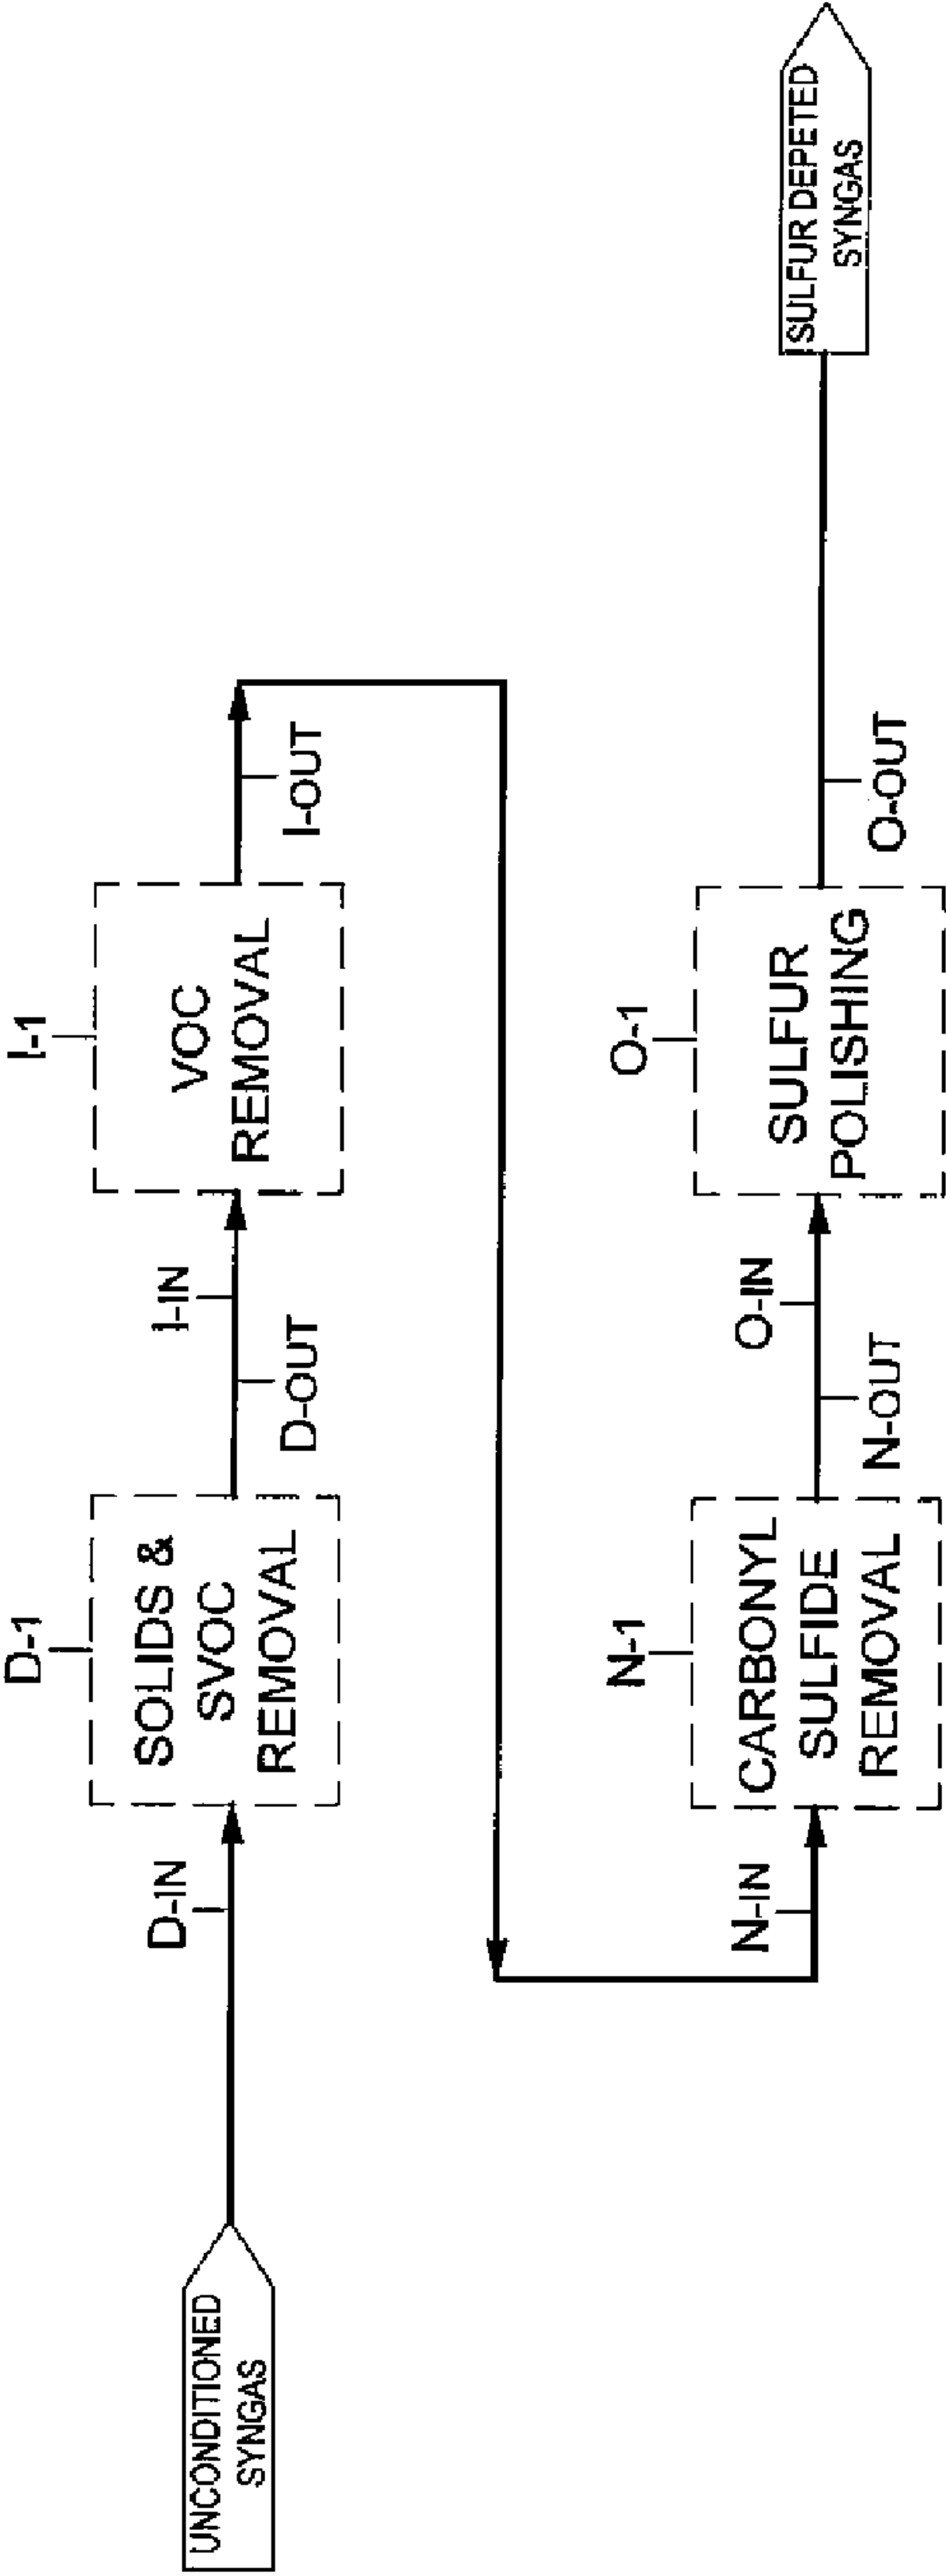 D-1
I-1
UNCONDITIONED
SYNGAS
D-IN
SOLIDS &
SVOC
REMOVAL
I-IN
D-OUT
VOC
REMOVAL
I-OUT
N-1
O-1
N-IN
CARBONYL
SULFIDE
REMOVAL
O-IN
N-OUT
SULFUR
POLISHING
O-OUT
SULFUR DEPETED
SYNGAS